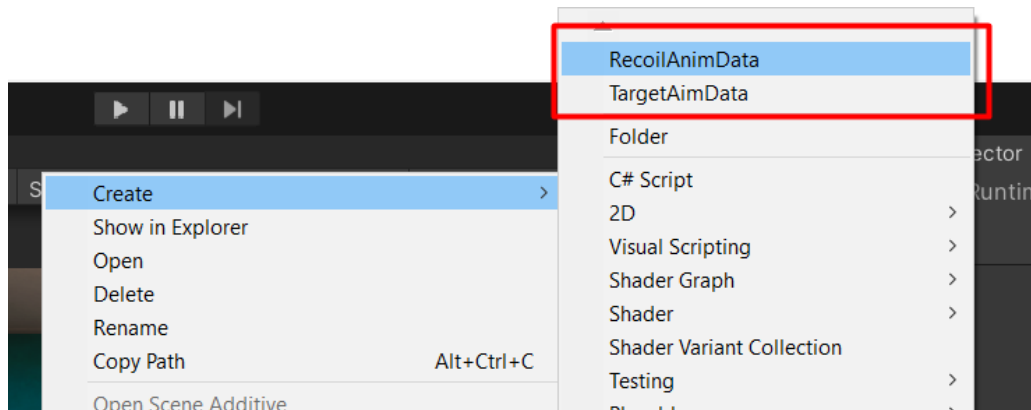 RecoilAnimData
TargetAimData
Folder
C# Script
2D
Visual Scripting
Shader Graph
Shader
Shader Variant Collection
Testing
ector
Runtin
S
Create
Show in Explorer
Open
Delete
Rename
Copy Path Alt+Ctrl+C
Open Scene Additive